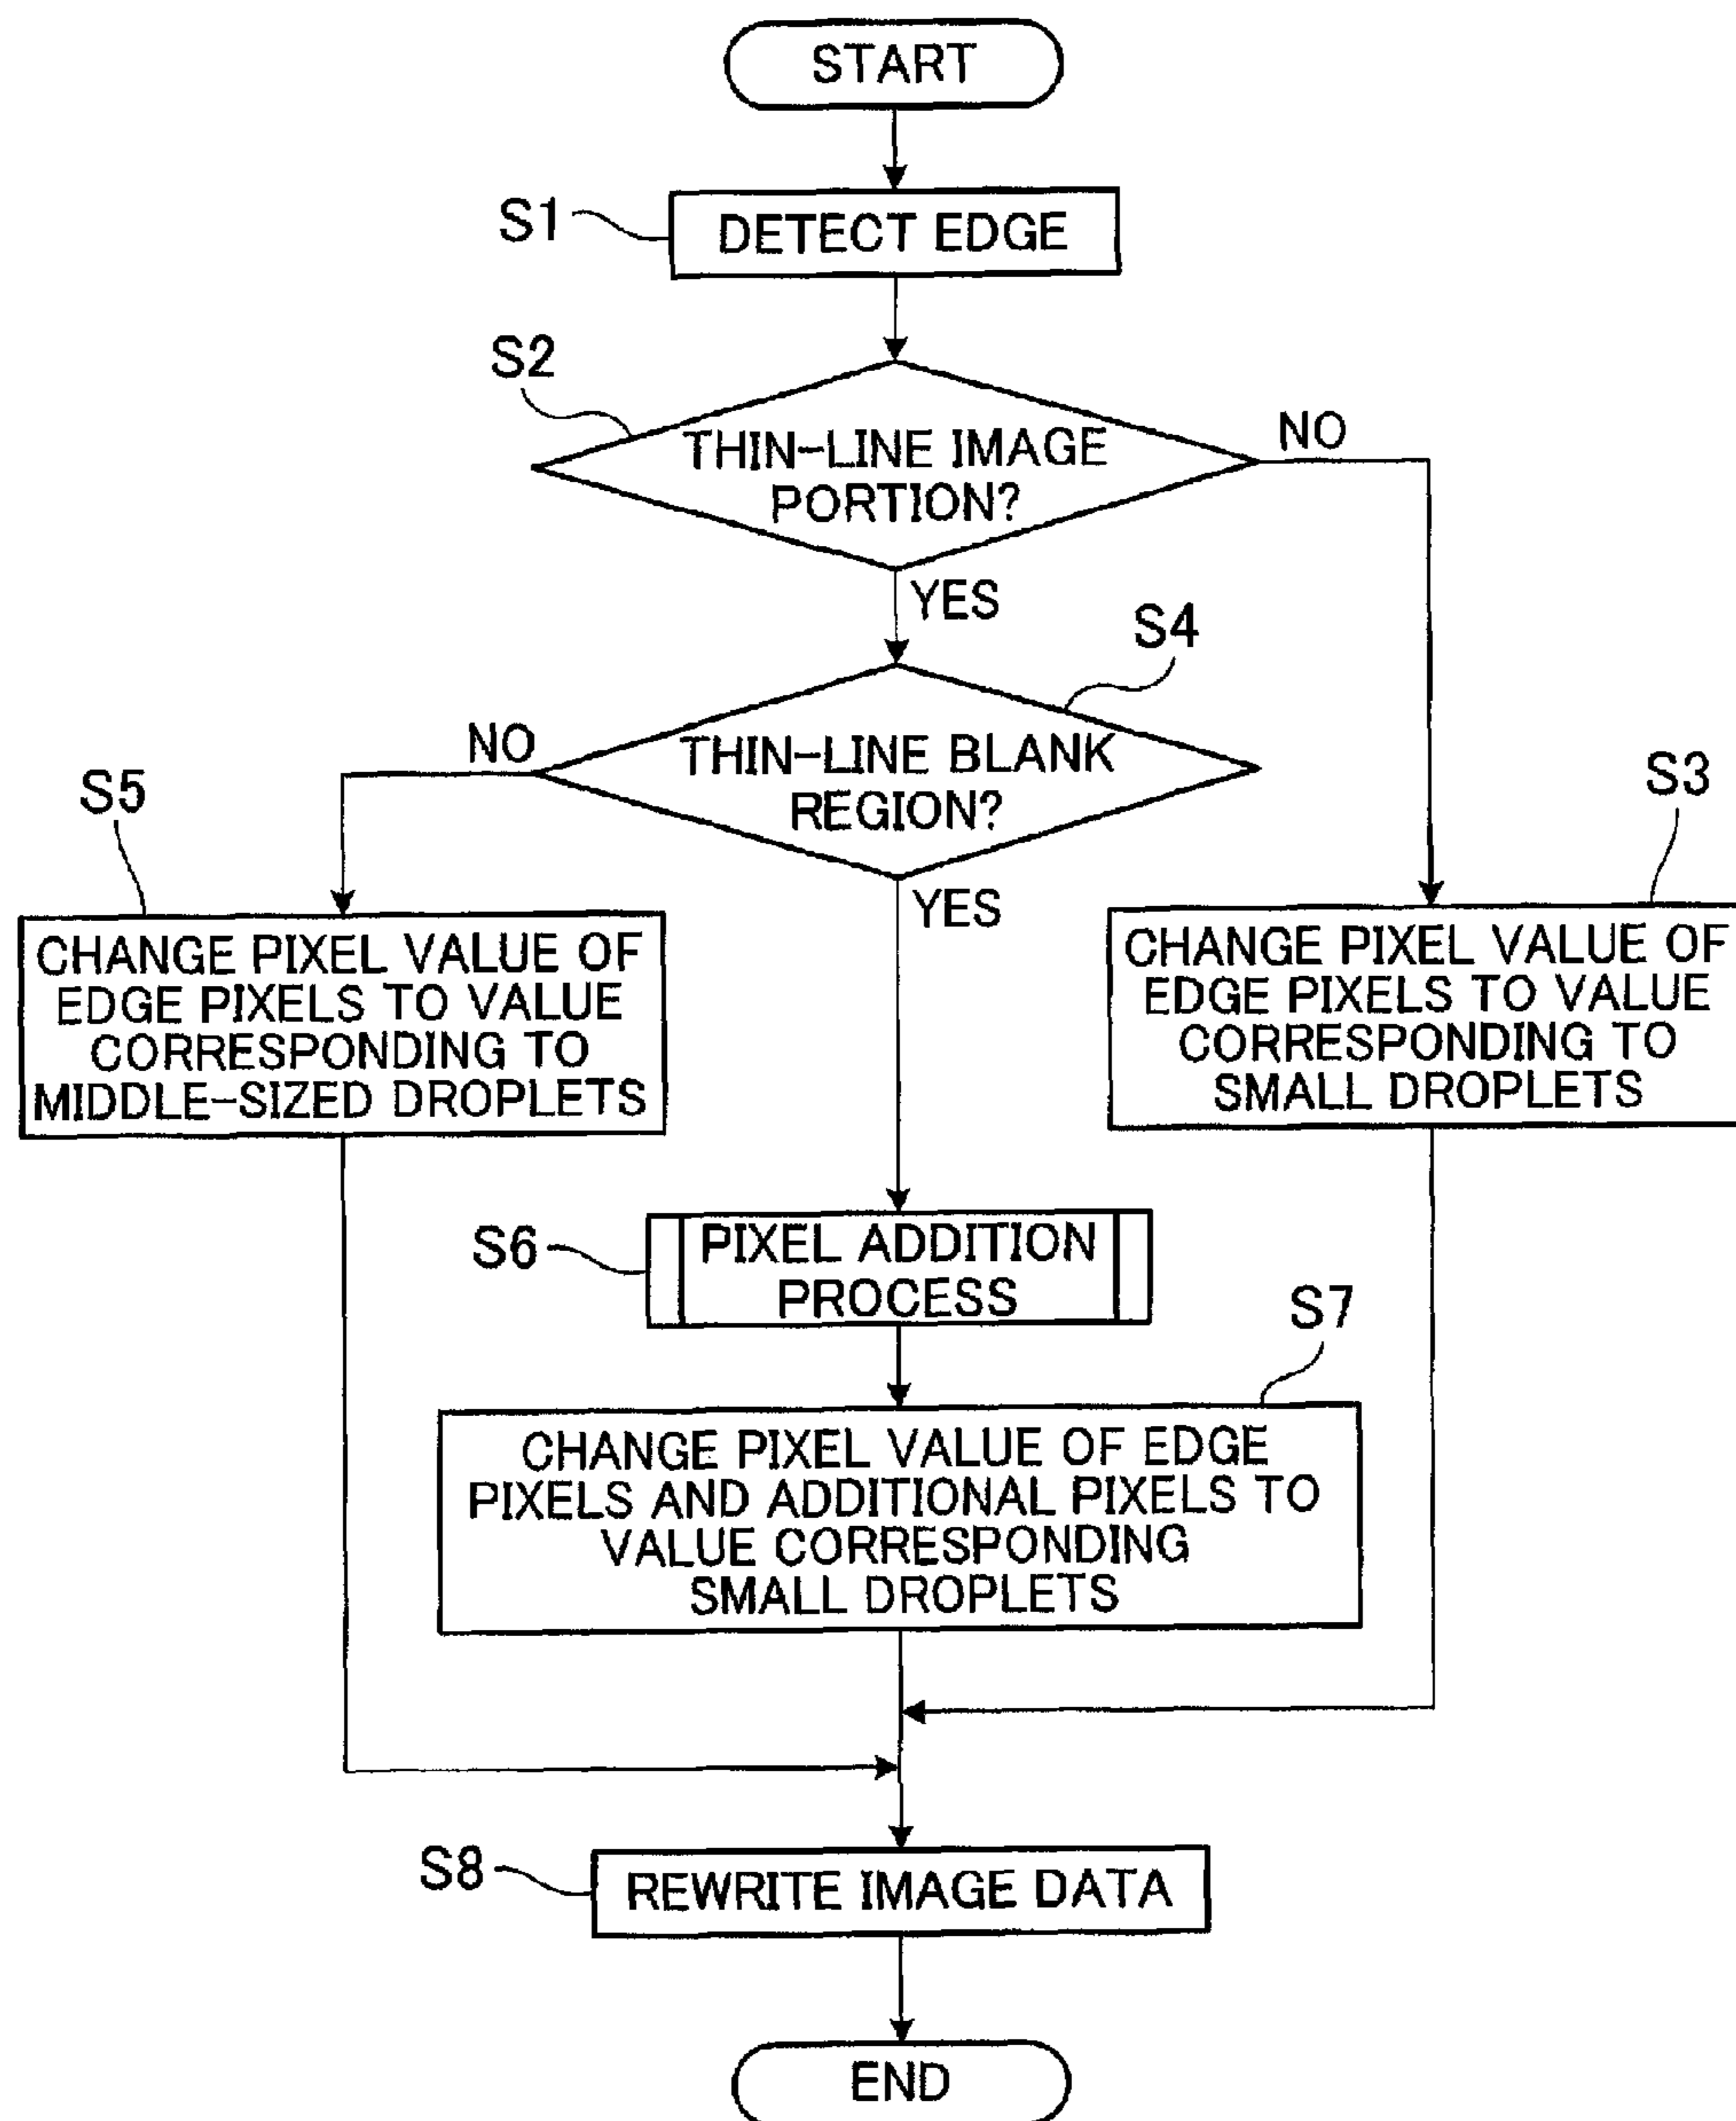 START
S1
DETECT EDGE
S2
THIN-LINE IMAGE
PORTION?
NO
YES
S4
THIN-LINE BLANK
REGION?
NO
YES
S5
CHANGE PIXEL VALUE OF
EDGE PIXELS TO VALUE
CORRESPONDING TO
MIDDLE-SIZED DROPLETS
S3
CHANGE PIXEL VALUE OF
EDGE PIXELS TO VALUE
CORRESPONDING TO
SMALL DROPLETS
S6
PIXEL ADDITION
PROCESS
S7
CHANGE PIXEL VALUE OF EDGE
PIXELS AND ADDITIONAL PIXELS TO
VALUE CORRESPONDING
SMALL DROPLETS
S8
REWRITE IMAGE DATA
END